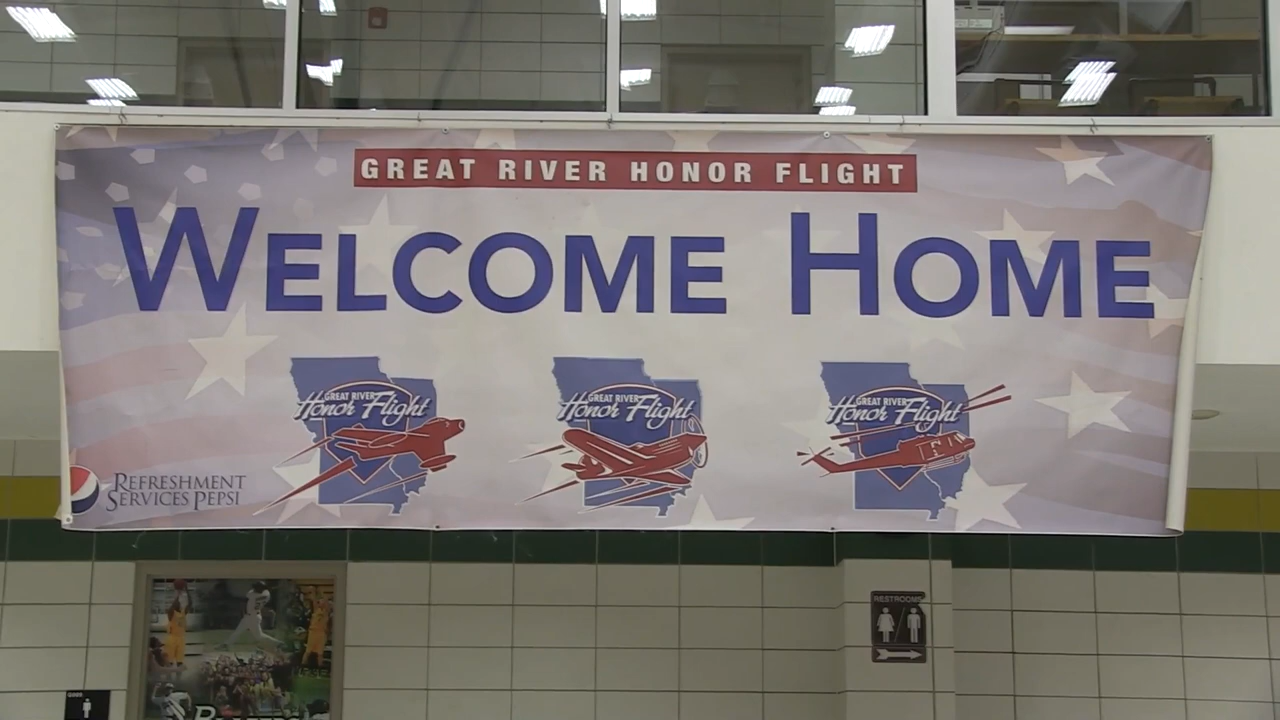 GREAT RIVER HONOR FLIGHT
WELCOME HOME
GREAT RIVER
Honor Flight
GREAT RIVER
Honor Flight
GREAT RIVER
Honor Flight
REFRESHMENT
SERVICES PEPSI
RESTROOMS